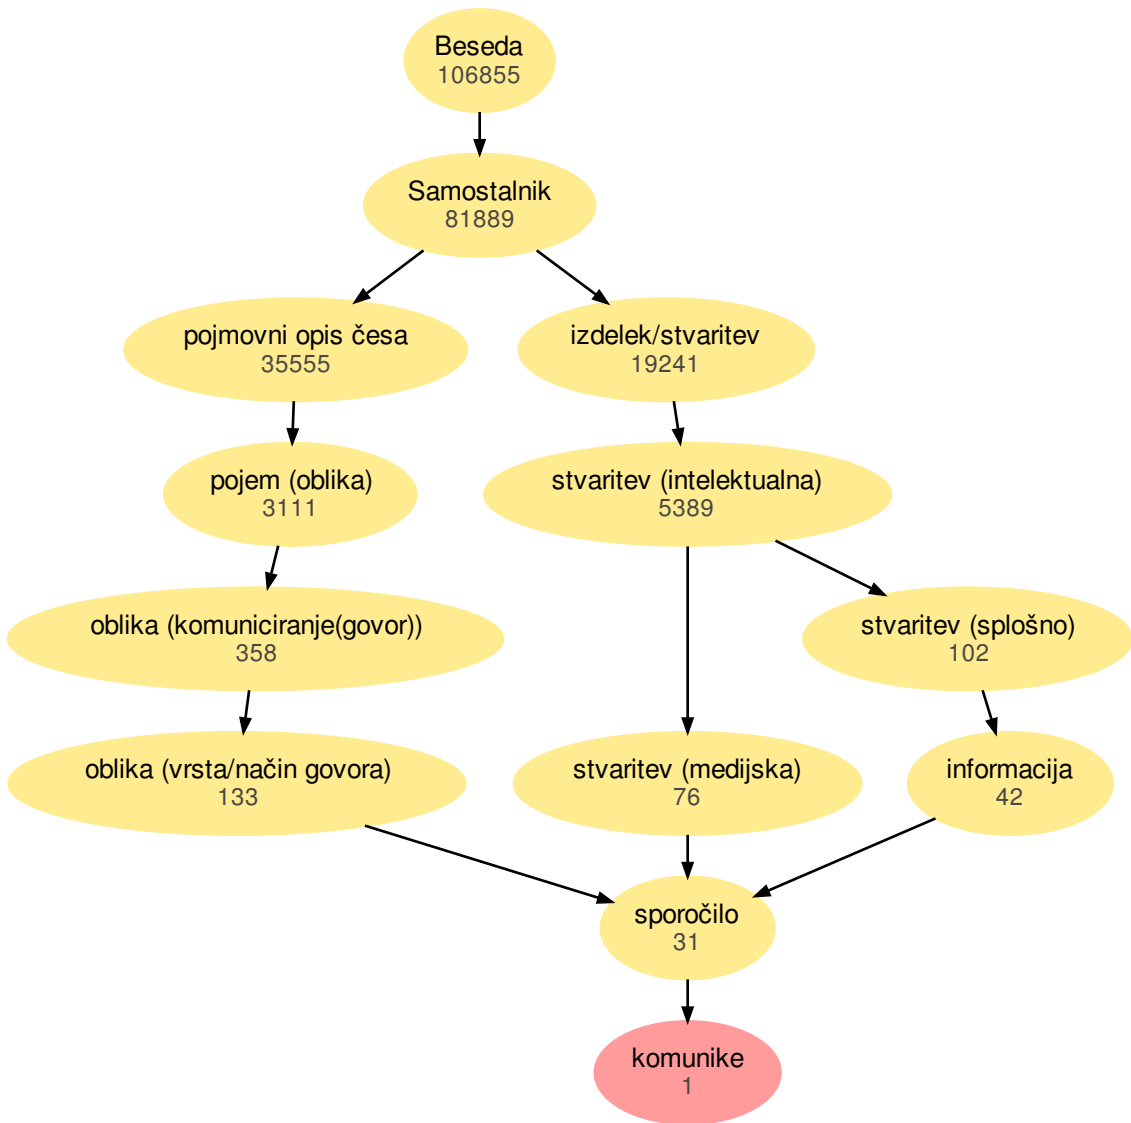 Beseda
106855
Samostalnik
81889
pojmovni opis česa
35555
izdelek/stvaritev
19241
pojem (oblika)
3111
stvaritev (intelektualna)
5389
oblika (komuniciranje(govor))
358
stvaritev (splošno)
102
oblika (vrsta/način govora)
133
stvaritev (medijska)
76
informacija
42
sporočilo
31
komunike
1